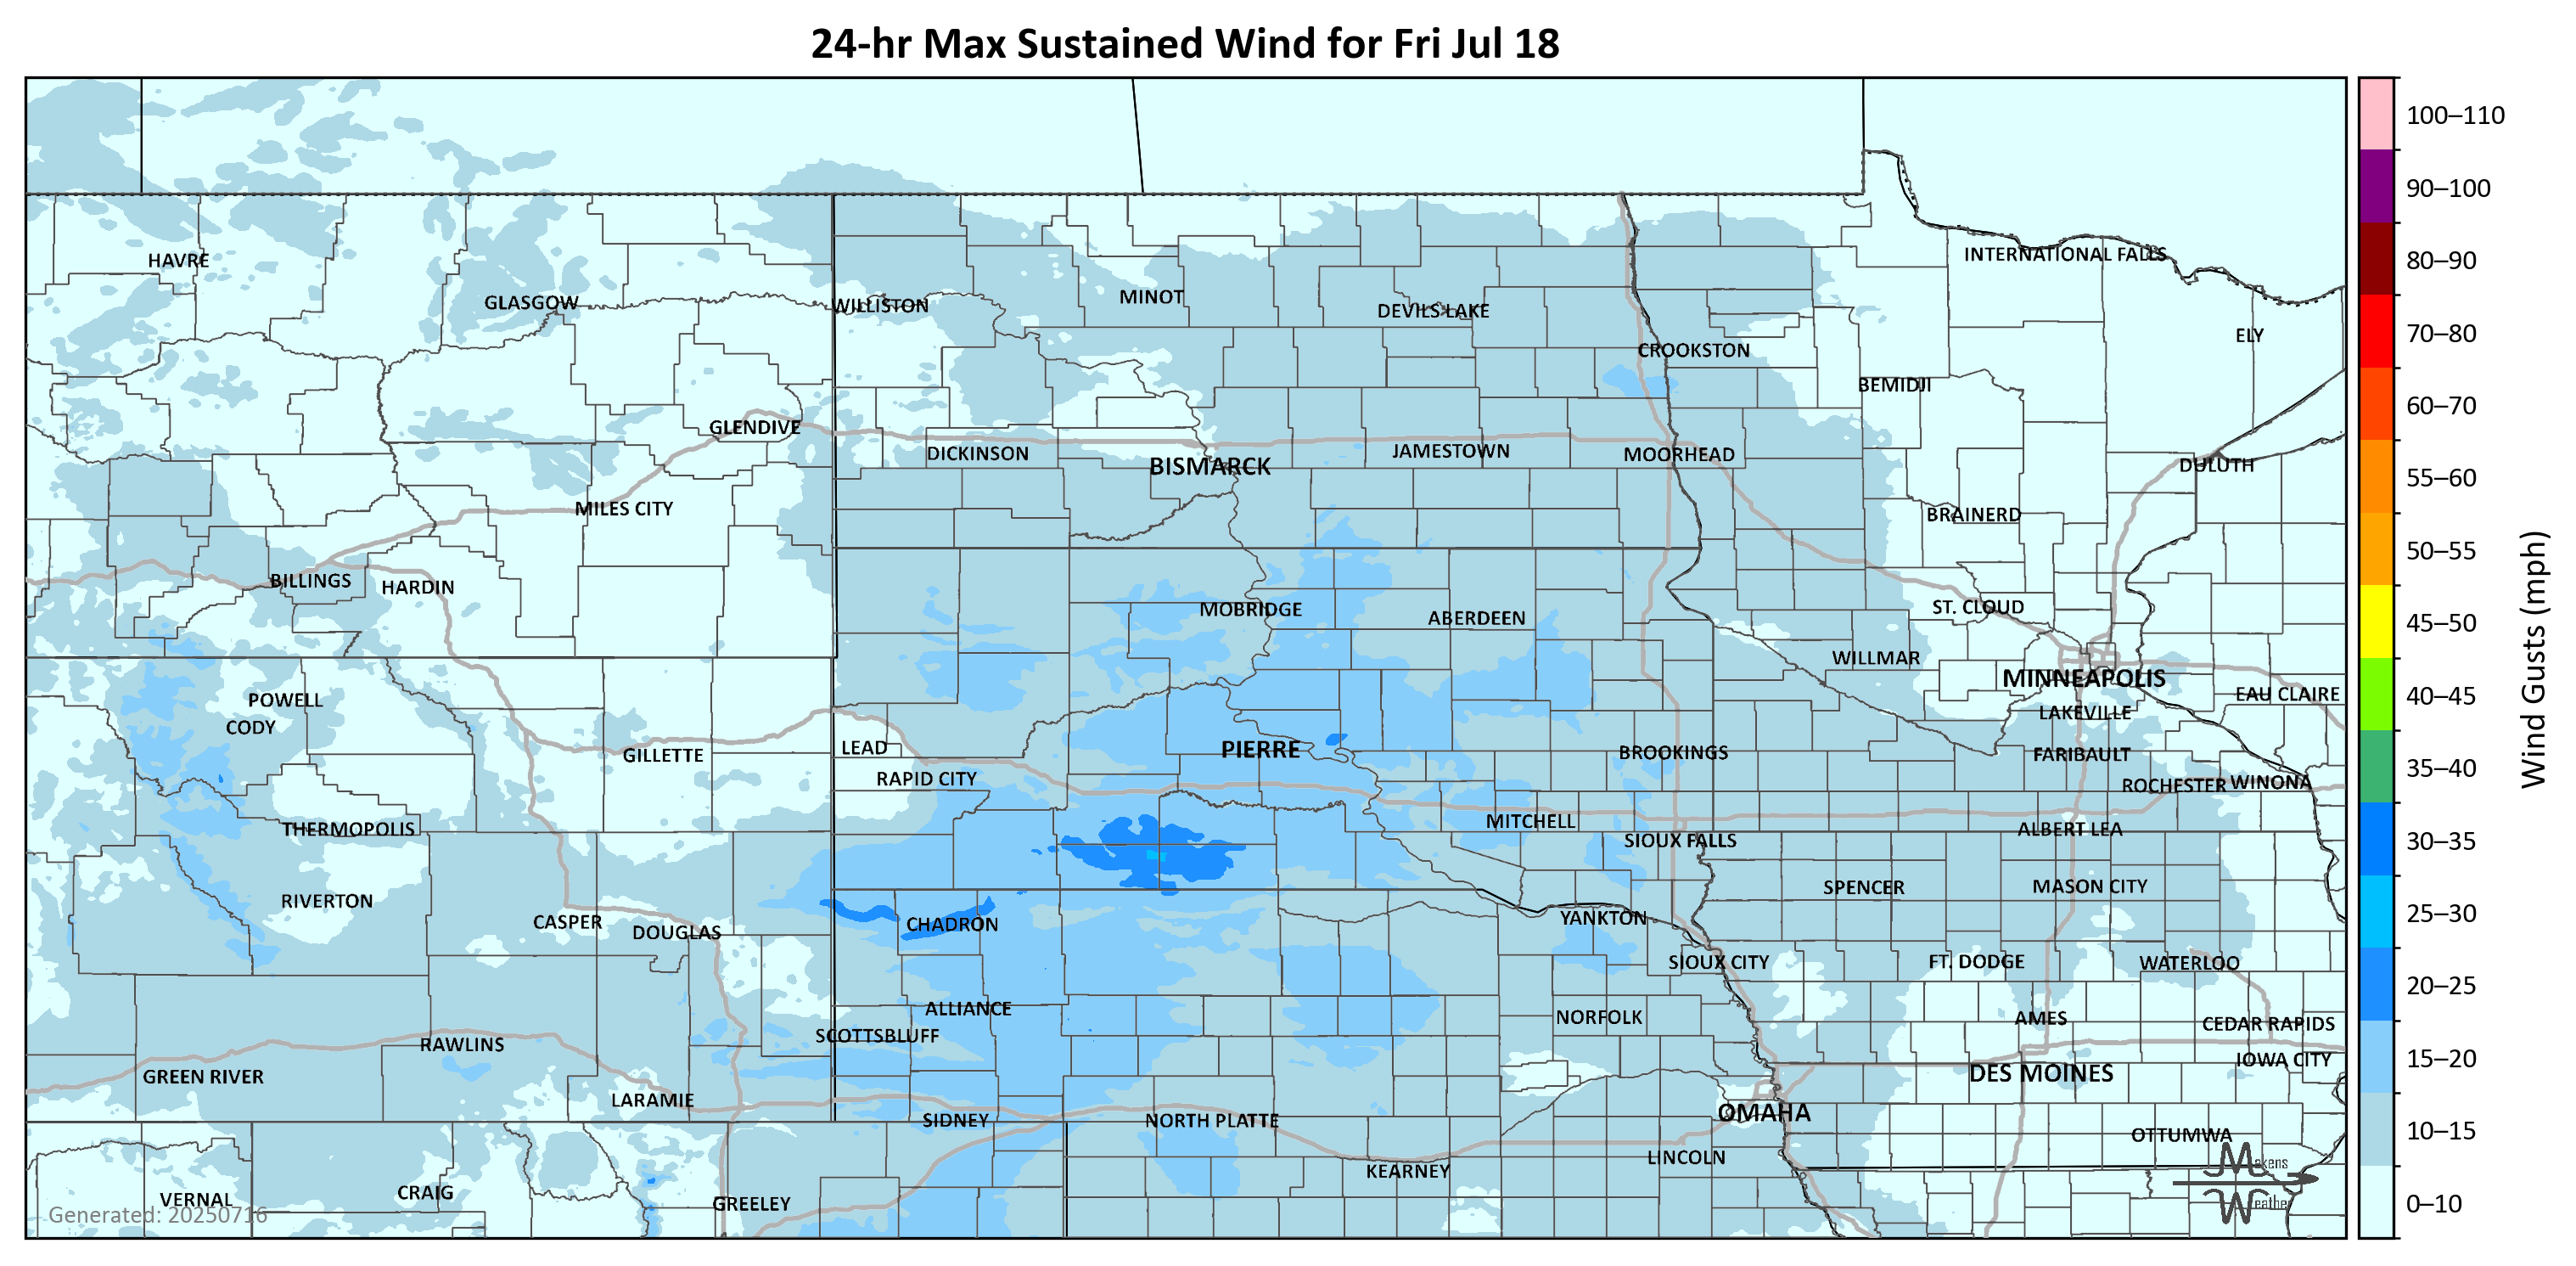 24-hr Max Sustained Wind for Fri Jul 18
100–110
90–100
INTERNATIONAL FALLS
HAVRE
80–90
MINOT
GLASGOW
WILLISTON
DEVILS LAKE
70–80
ELY
CROOKSTON
BEMIDJI
60–70
GLENDIVE
DICKINSON
JAMESTOWN
MOORHEAD
BISMARCK
DULUTH
55–60
MILES CITY
BRAINERD
50–55
BILLINGS
HARDIN
MOBRIDGE
ABERDEEN
ST. CLOUD
45–50
WILLMAR
MINNEAPOLIS
EAU CLAIRE
40–45
POWELL
LAKEVILLE
CODY
LEAD
PIERRE
BROOKINGS
FARIBAULT
GILLETTE
35–40
RAPID CITY
ROCHESTER
WINONA
MITCHELL
THERMOPOLIS
ALBERT LEA
30–35
SIOUX FALLS
SPENCER
MASON CITY
RIVERTON
25–30
CASPER
CHADRON
YANKTON
DOUGLAS
SIOUX CITY
FT. DODGE
WATERLOO
20–25
ALLIANCE
NORFOLK
AMES
CEDAR RAPIDS
SCOTTSBLUFF
RAWLINS
IOWA CITY
15–20
GREEN RIVER
DES MOINES
LARAMIE
SIDNEY
NORTH PLATTE
OMAHA
OTTUMWA
10–15
LINCOLN
KEARNEY
Makens
Weather
VERNAL
CRAIG
GREELEY
0–10
Generated: 20250716
Wind Gusts (mph)